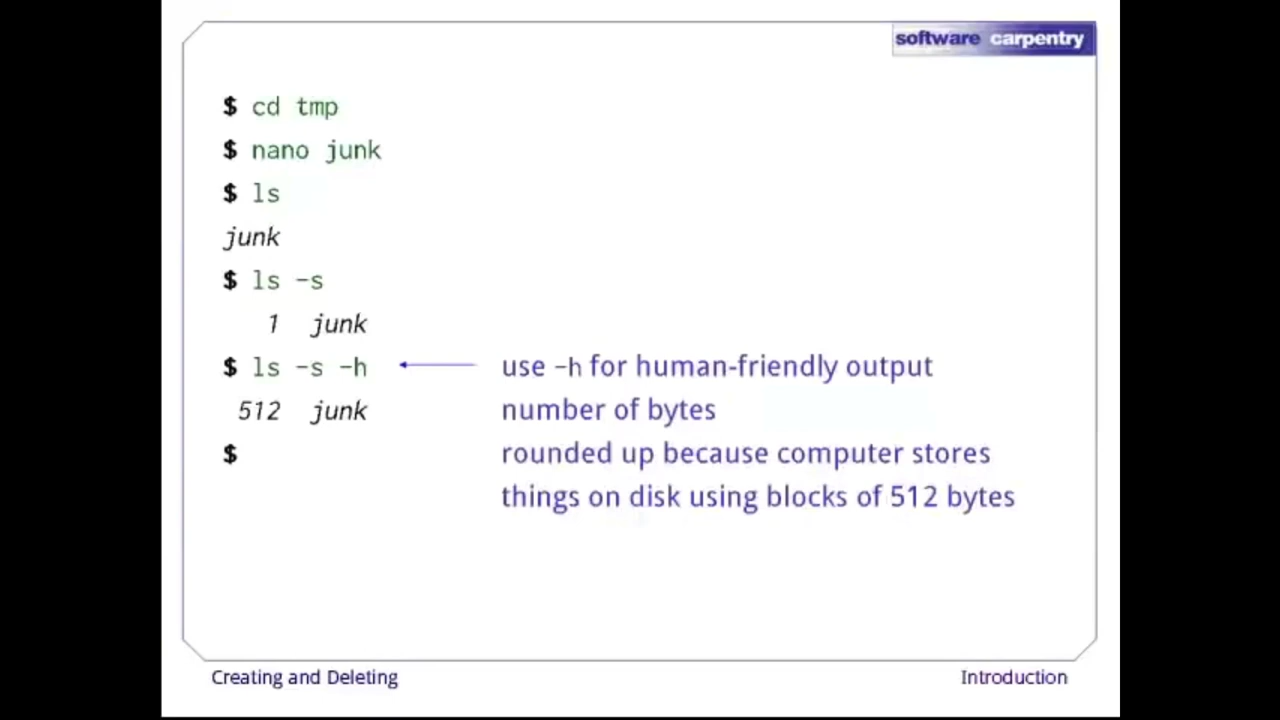 software carpentry
$ cd tmp
$ nano junk
$ ls
junk
$ ls -s
1 junk
$ ls -s -h
use -h for human-friendly output
512 junk
number of bytes
$
rounded up because computer stores
things on disk using blocks of 512 bytes
Creating and Deleting
Introduction